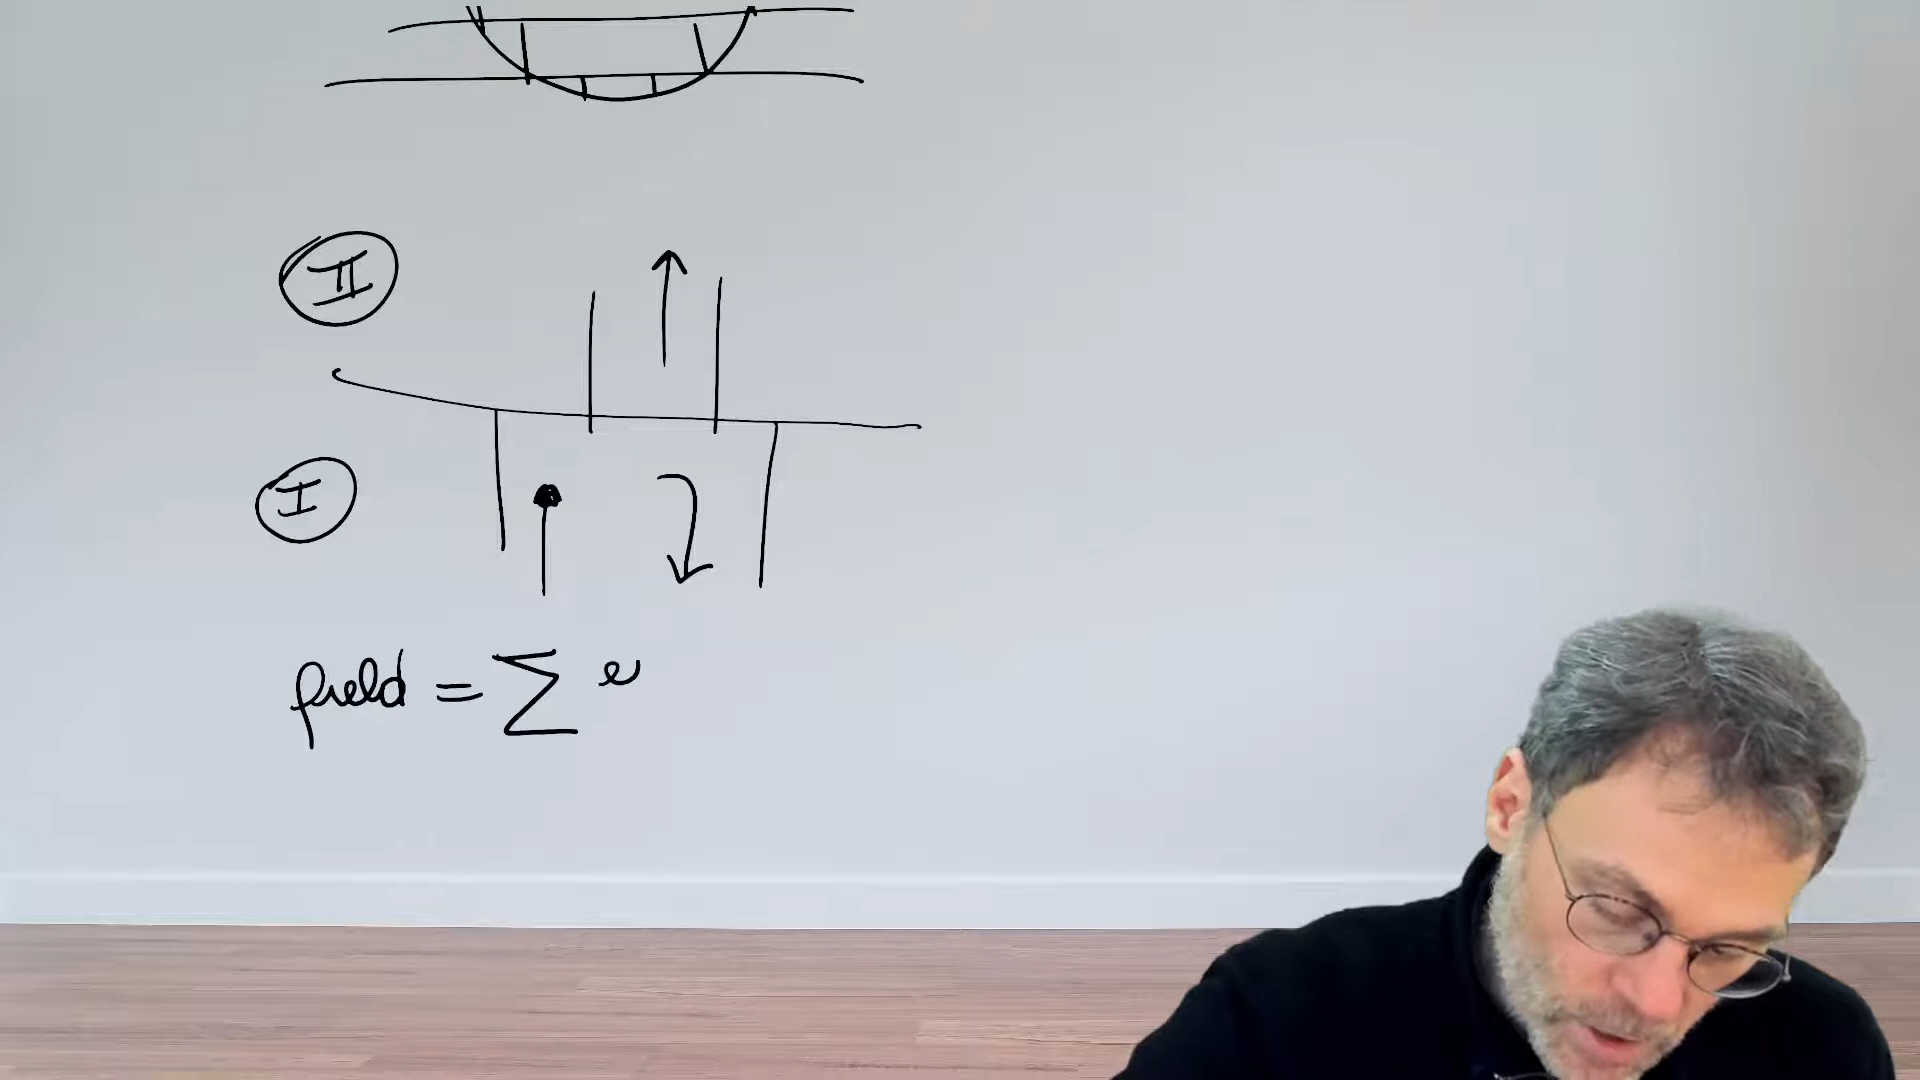 II
I
field = ∑ e